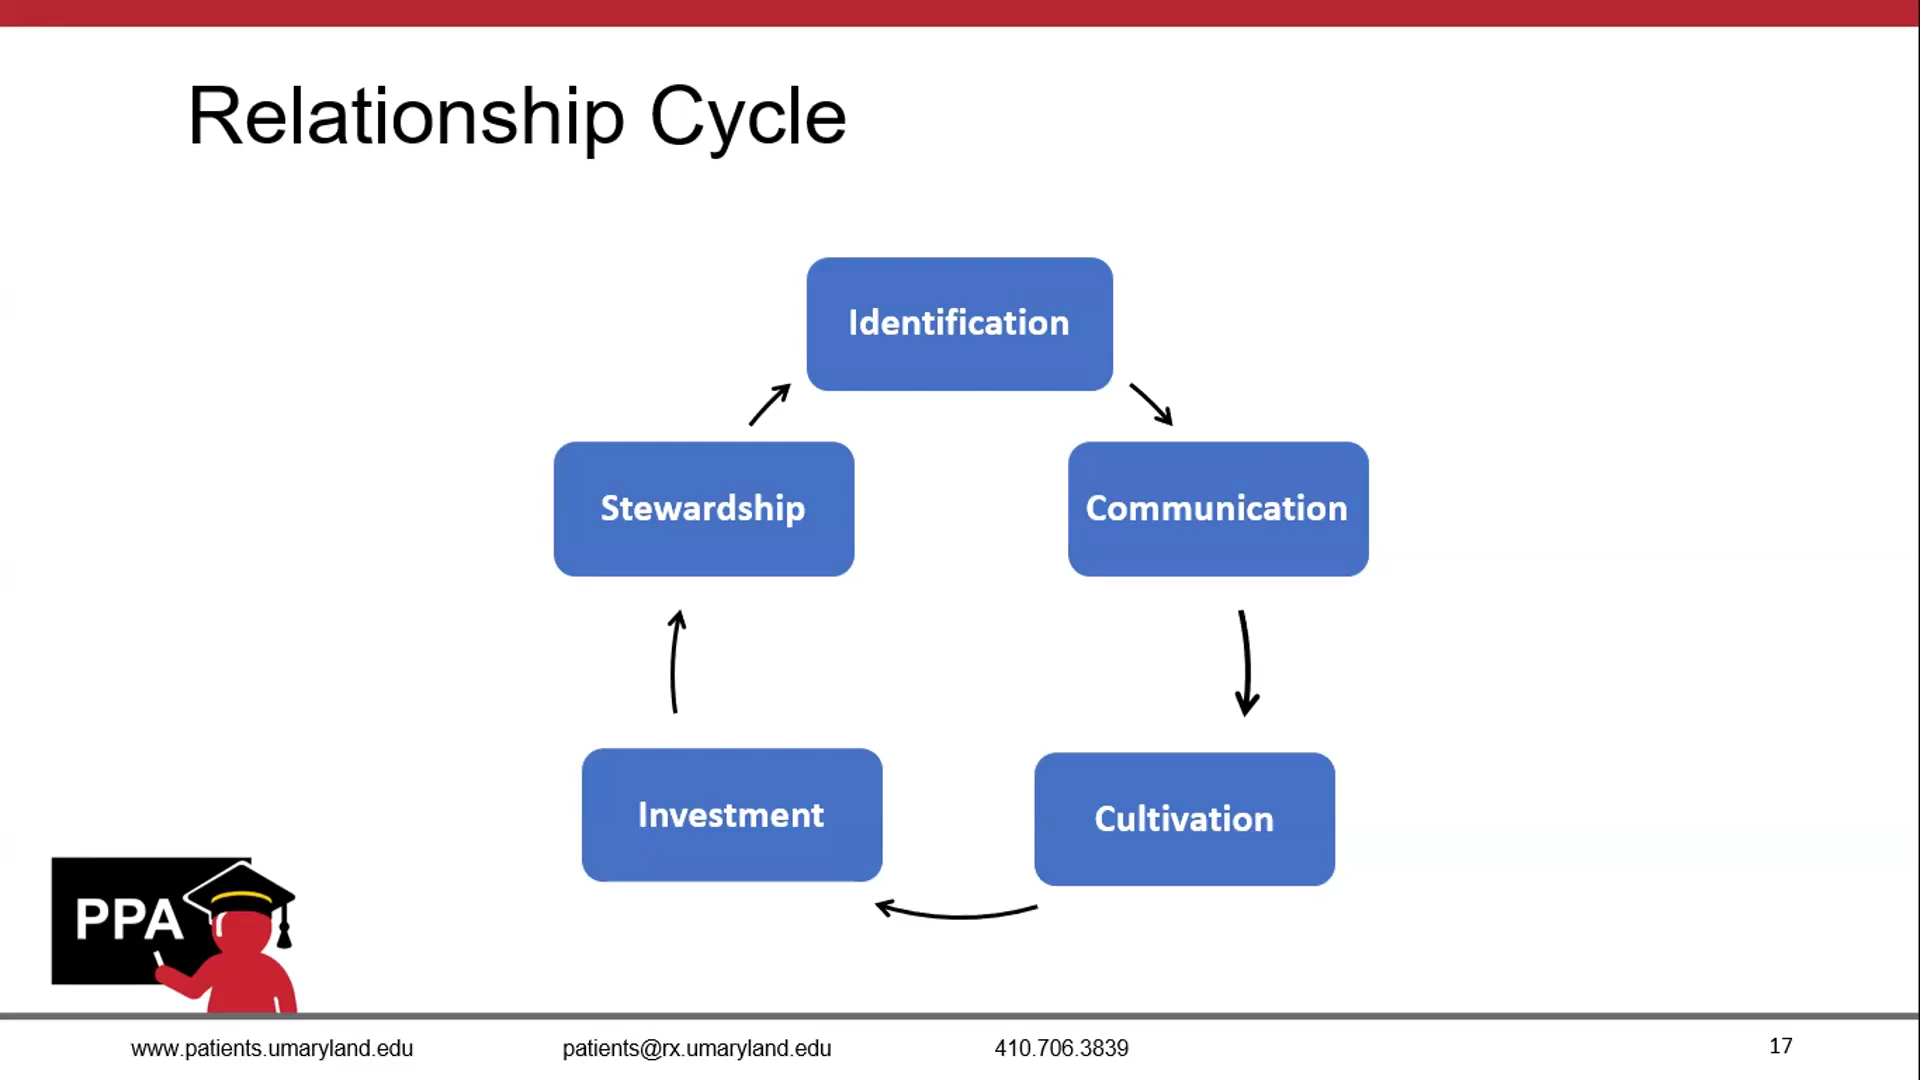 Relationship Cycle
Identification
Stewardship
Communication
Investment
Cultivation
PPA
www.patients.umaryland.edu
patients@rx.umaryland.edu
410.706.3839
17